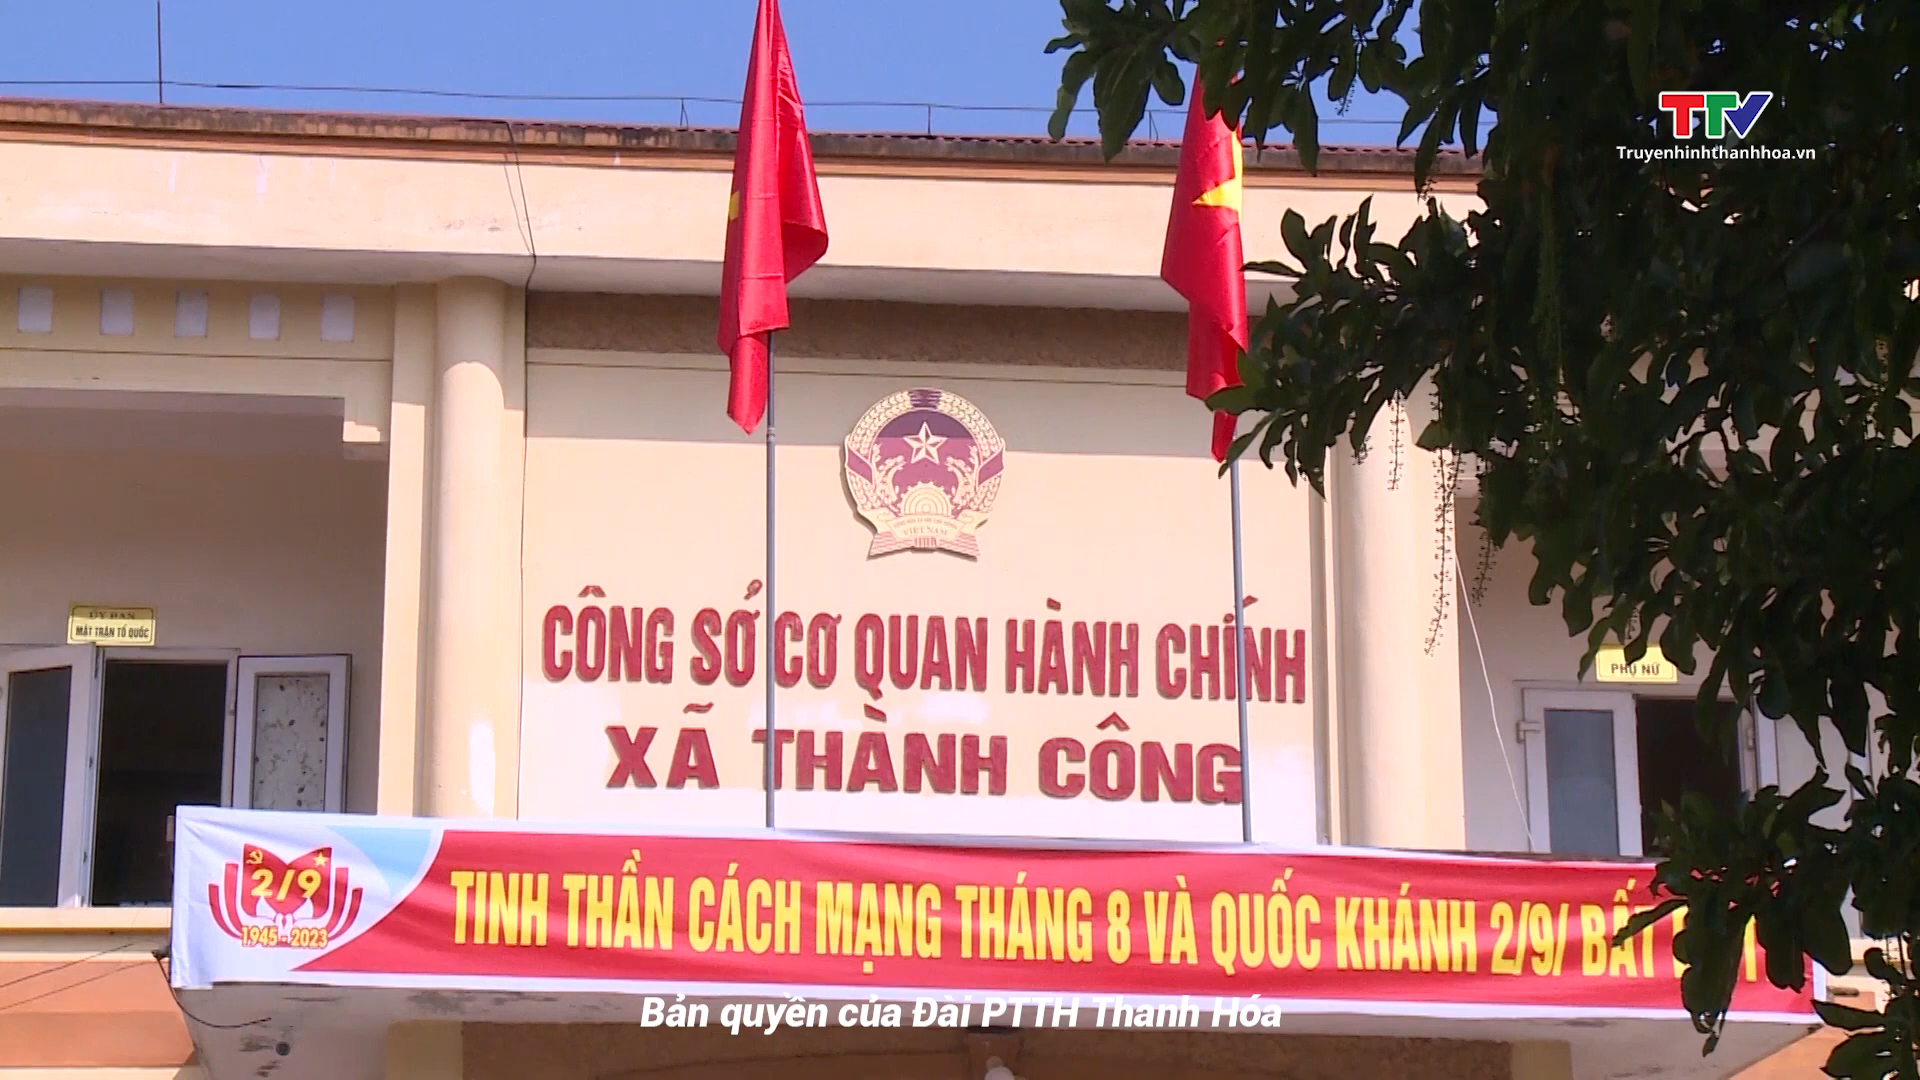 TTV
Truyenhinhthanhhoa.vn
VIỆT NAM
CÔNG SỞ CƠ QUAN HÀNH CHÍNH
XÃ THÀNH CÔNG
ỦY BAN
MẶT TRẬN TỔ QUỐC
PHỤ NỮ
2/9
1945-2023
TINH THẦN CÁCH MẠNG THÁNG 8 VÀ QUỐC KHÁNH 2/9/ BẤT
Bản quyền của Đài PTTH Thanh Hóa